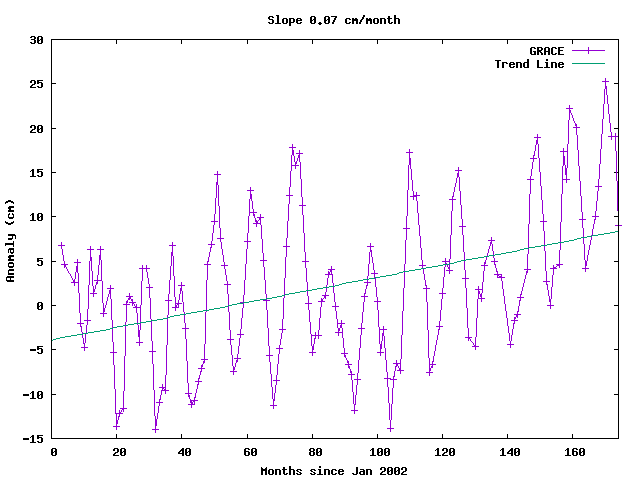 Slope 0.07 cm/month
30
25
20
15
10
5
0
-5
-10
-15
Anomaly (cm)
GRACE
Trend Line
0 20 40 60 80 100 120 140 160
Months since Jan 2002